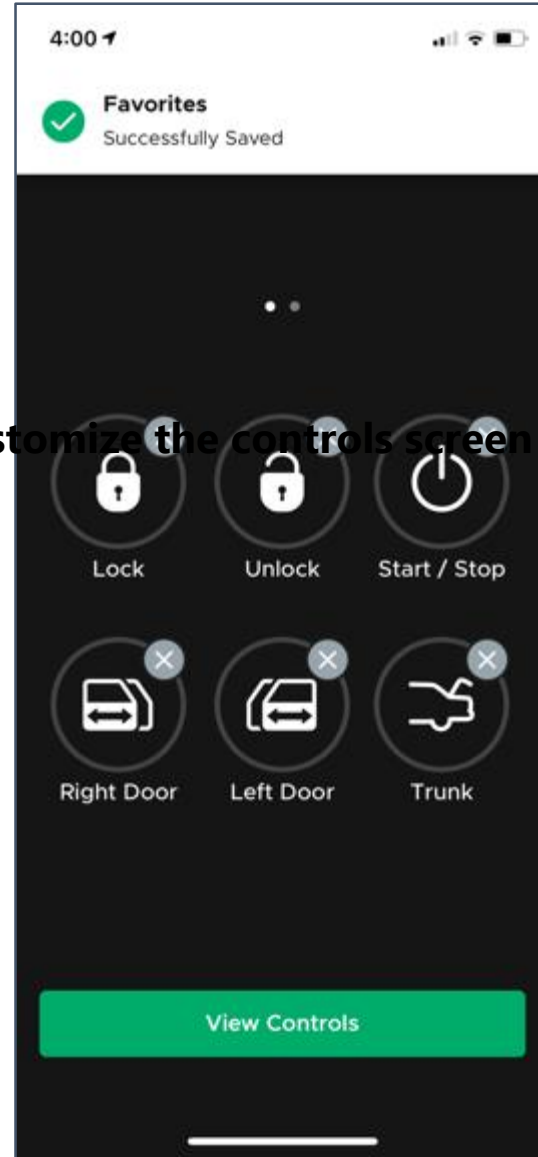 4:00
Favorites
Successfully Saved
stomize the controls screen
Lock Unlock Start / Stop
Right Door Left Door Trunk
View Controls